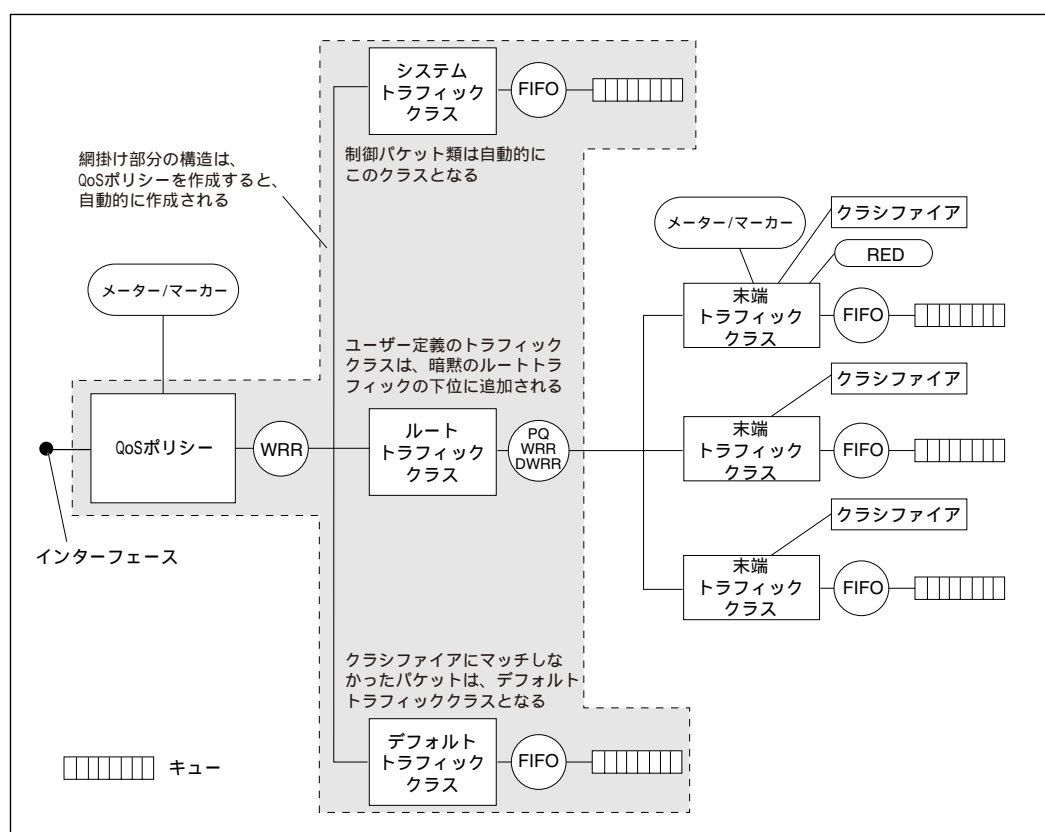 システム
トラフィック
クラス
FIFO
制御パケット類は自動的に
このクラスとなる
網掛け部分の構造は、
QoSポリシーを作成すると、
自動的に作成される
メーター/マーカー
クラシファイア
RED
末端
トラフィック
クラス
FIFO
メーター/マーカー
ユーザー定義のトラフィック
クラスは、暗黙のルートトラ
フィックの下位に追加される
クラシファイア
QoSポリシー
WRR
ルート
トラフィック
クラス
PQ
WRR
DWRR
末端
トラフィック
クラス
FIFO
インターフェース
クラシファイア
末端
トラフィック
クラス
FIFO
クラシファイアにマッチしな
かったパケットは、デフォルト
トラフィッククラスとなる
デフォルト
トラフィック
クラス
FIFO
キュー